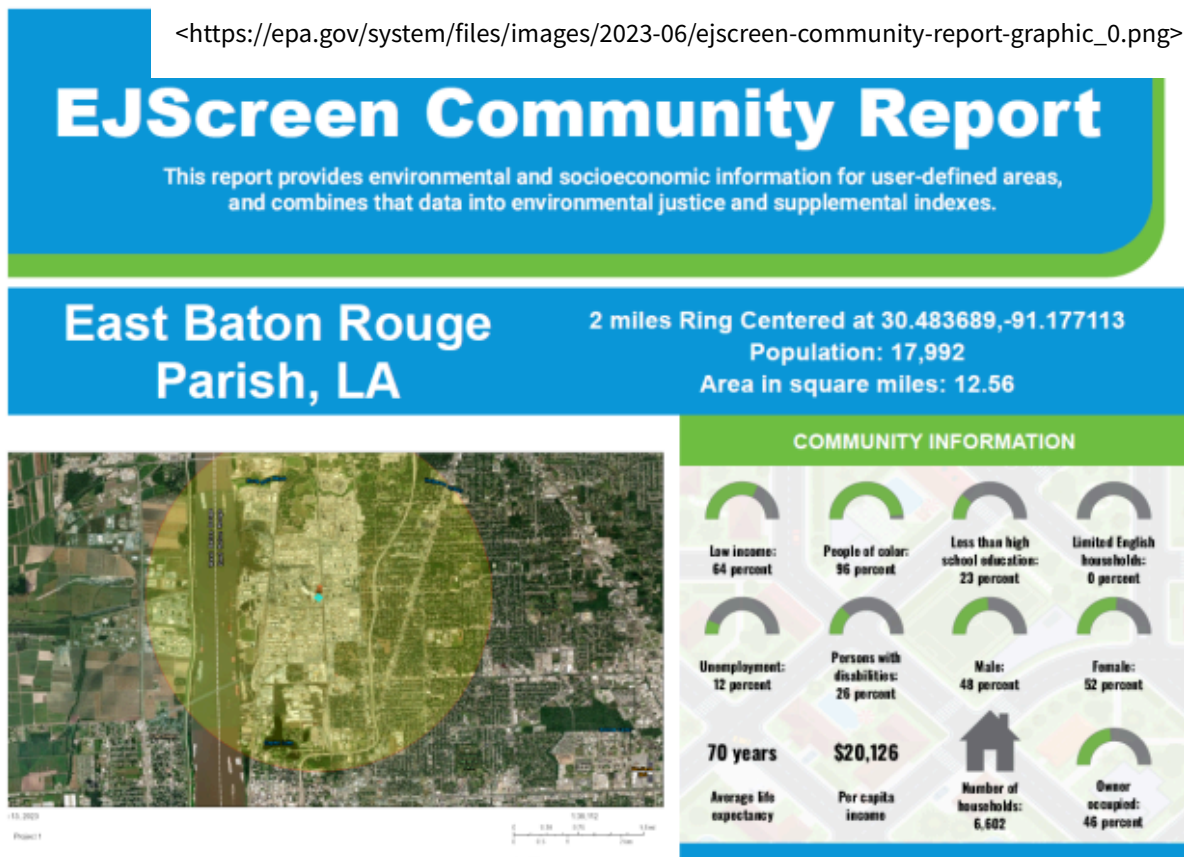 <https://epa.gov/system/files/images/2023-06/ejscreen-community-report-graphic_0.png>
EJScreen Community Report
This report provides environmental and socioeconomic information for user-defined areas,
and combines that data into environmental justice and supplemental indexes.
East Baton Rouge
Parish, LA
2 miles Ring Centered at 30.483689,-91.177113
Population: 17,992
Area in square miles: 12.56
COMMUNITY INFORMATION
Low income:
64 percent
People of color:
96 percent
Less than high
school education:
23 percent
Limited English
households:
0 percent
Unemployment:
12 percent
Persons with
disabilities:
26 percent
Male:
48 percent
Female:
52 percent
70 years
Average life
expectancy
$20,126
Per capita
income
Number of
households:
6,602
Owner
occupied:
46 percent
Project 1